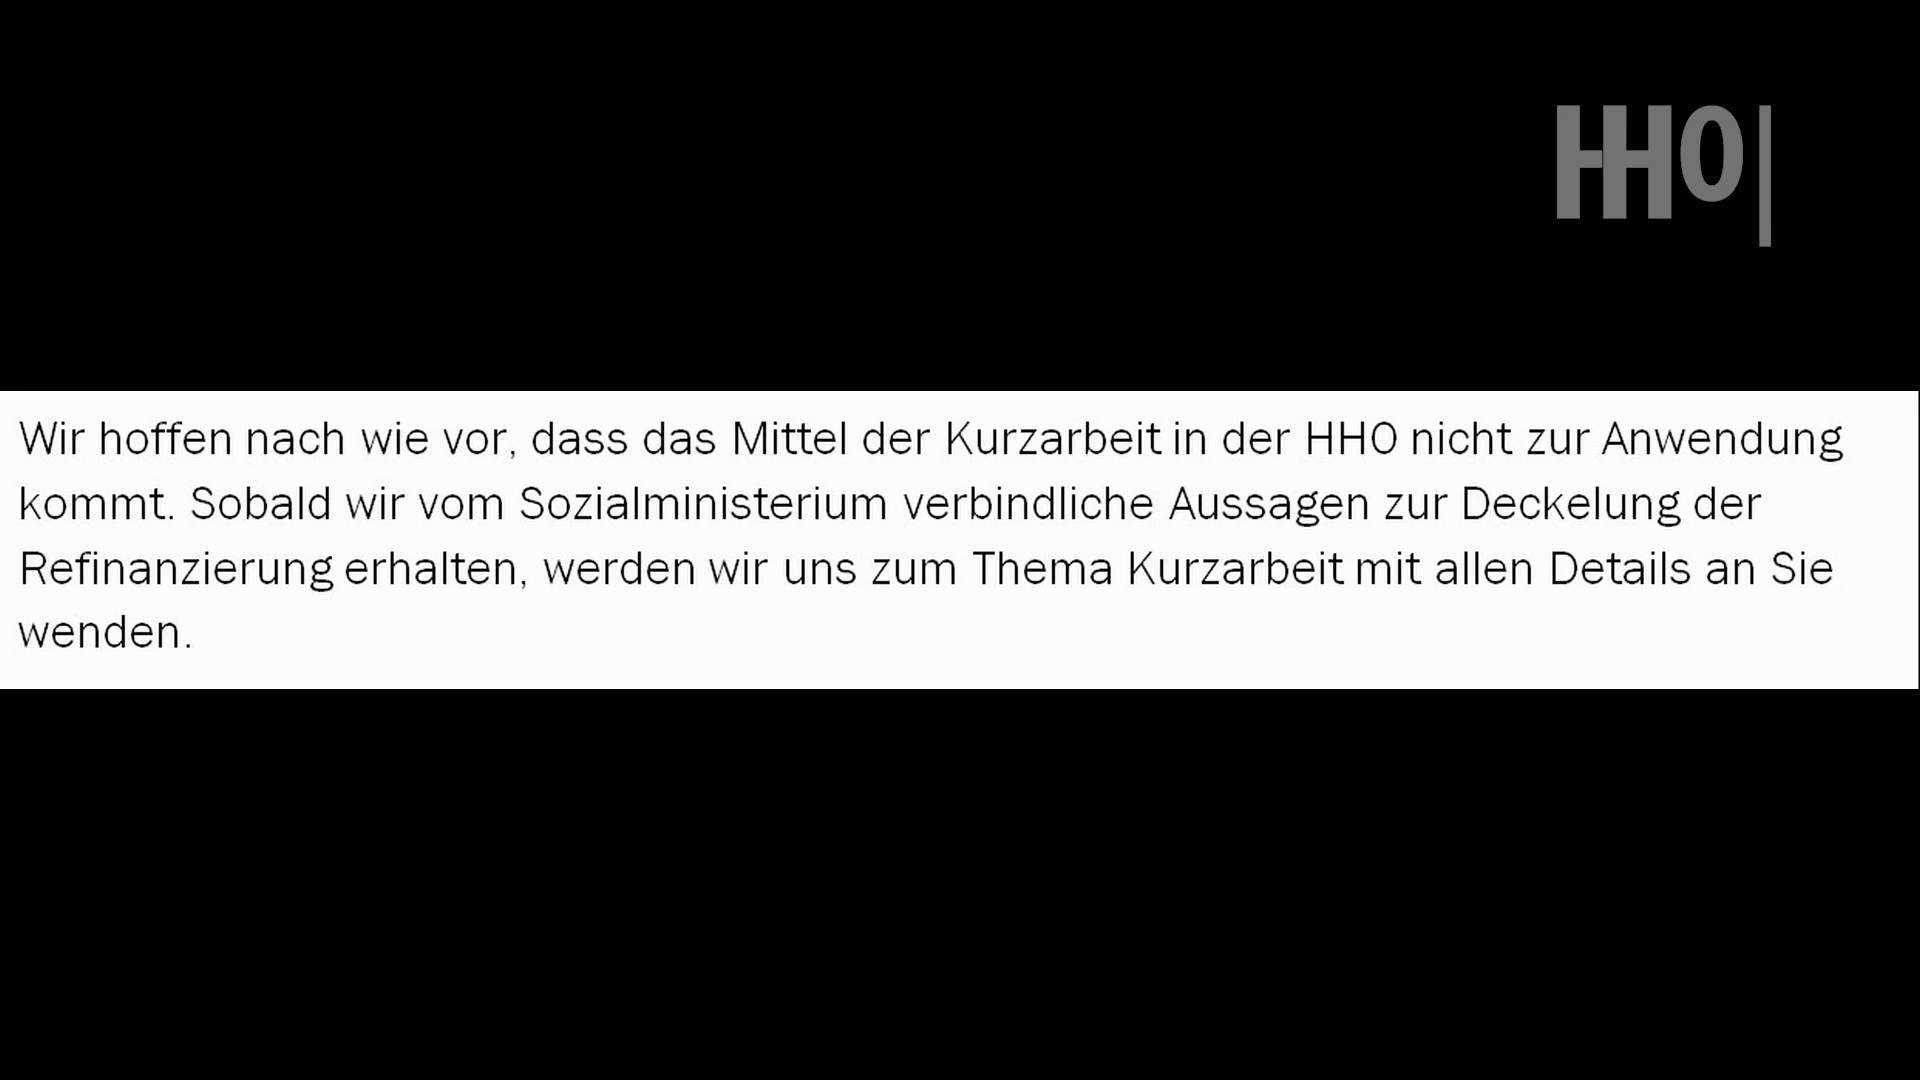 HHO
Wir hoffen nach wie vor, dass das Mittel der Kurzarbeit in der HHO nicht zur Anwendung
kommt. Sobald wir vom Sozialministerium verbindliche Aussagen zur Deckelung der
Refinanzierung erhalten, werden wir uns zum Thema Kurzarbeit mit allen Details an Sie
wenden.